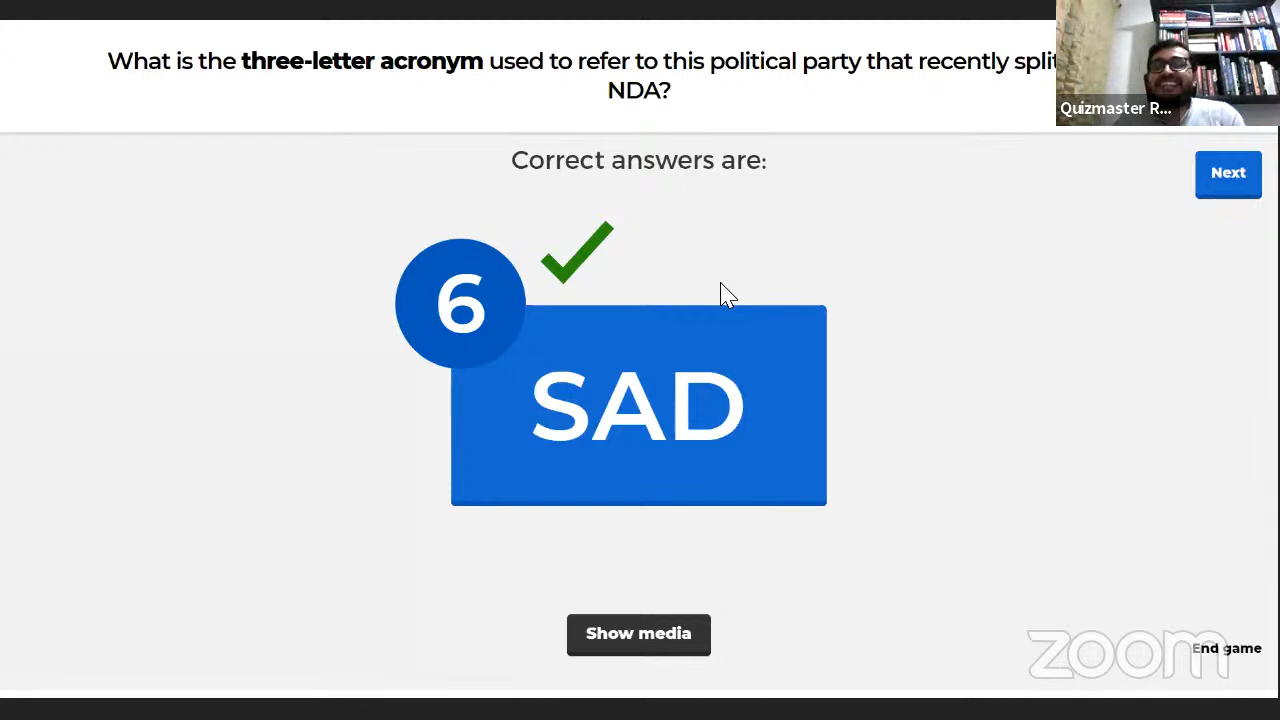 What is the three-letter acronym used to refer to this political party that recently split
NDA?
Quizmaster R...
Correct answers are:
Next
6
SAD
Show media
zoom
End game